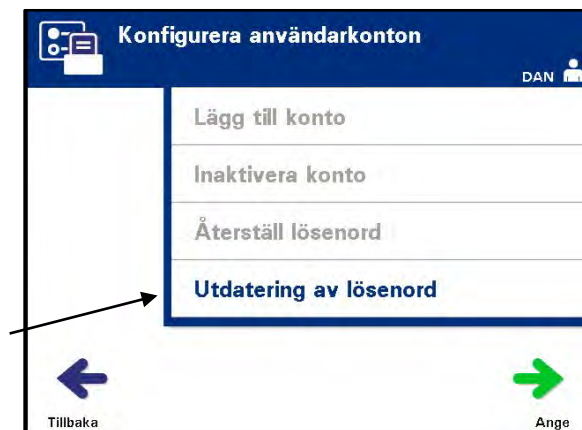 Konfigurera användarkonton
DAN
Lägg till konto
Inaktivera konto
Återställ lösenord
Utdatering av lösenord
Tillbaka
Ange